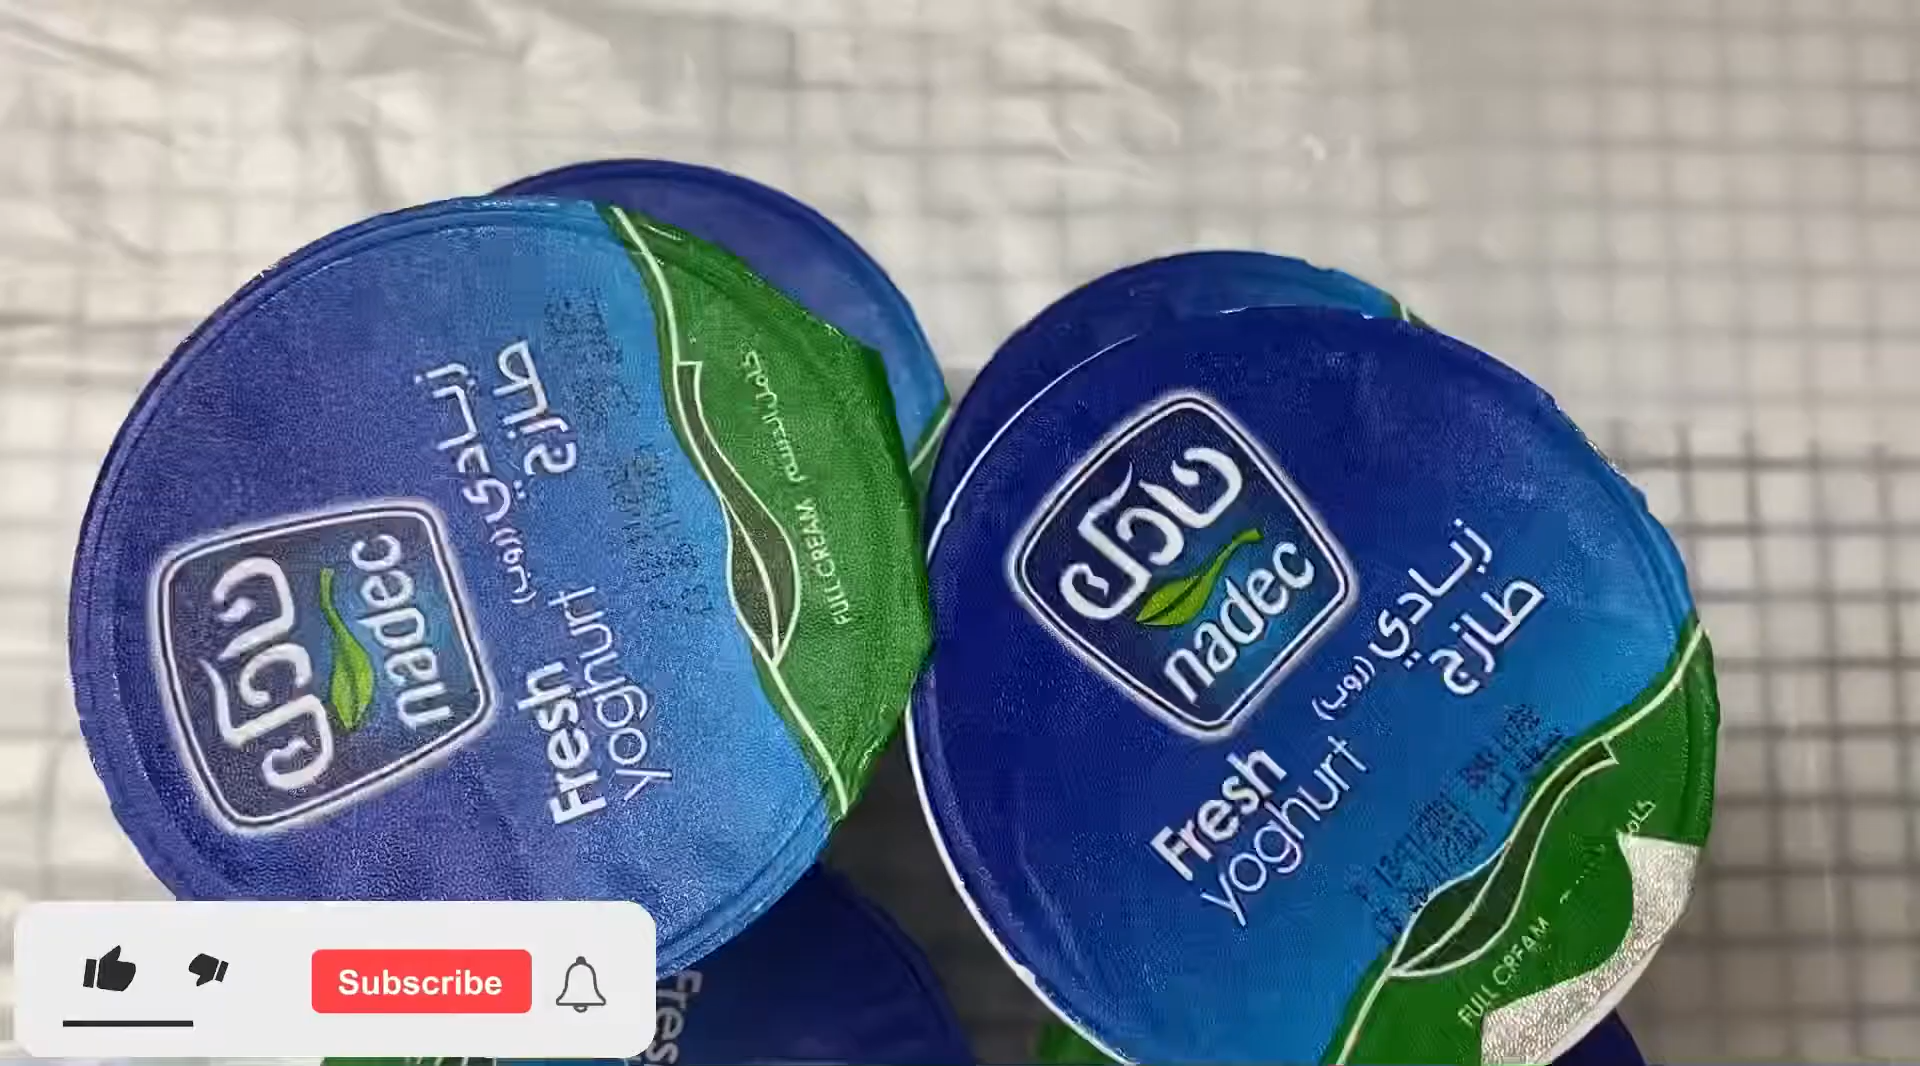 نادك
nadec
زبادي (روب)
طازج
Fresh
yoghurt
كامل الدسم
FULL CREAM
نادك
nadec
زبادي (روب)
طازج
Fresh
yoghurt
FULL CREAM
Subscribe